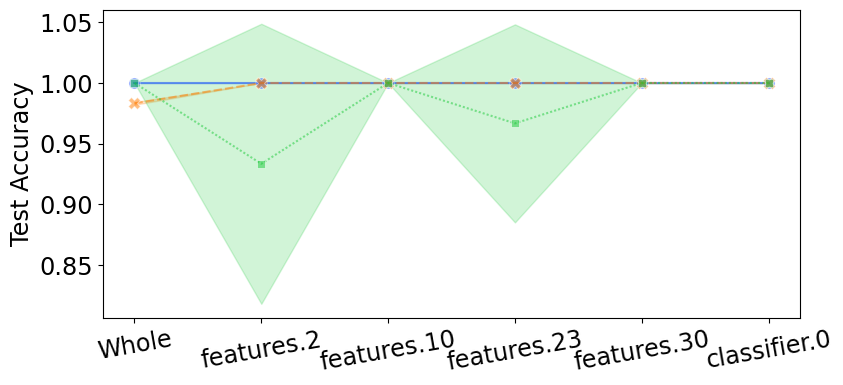 1.05
1.00
0.95
0.90
0.85
Test Accuracy
Whole
features.2
features.10
features.23
features.30
classifier.0